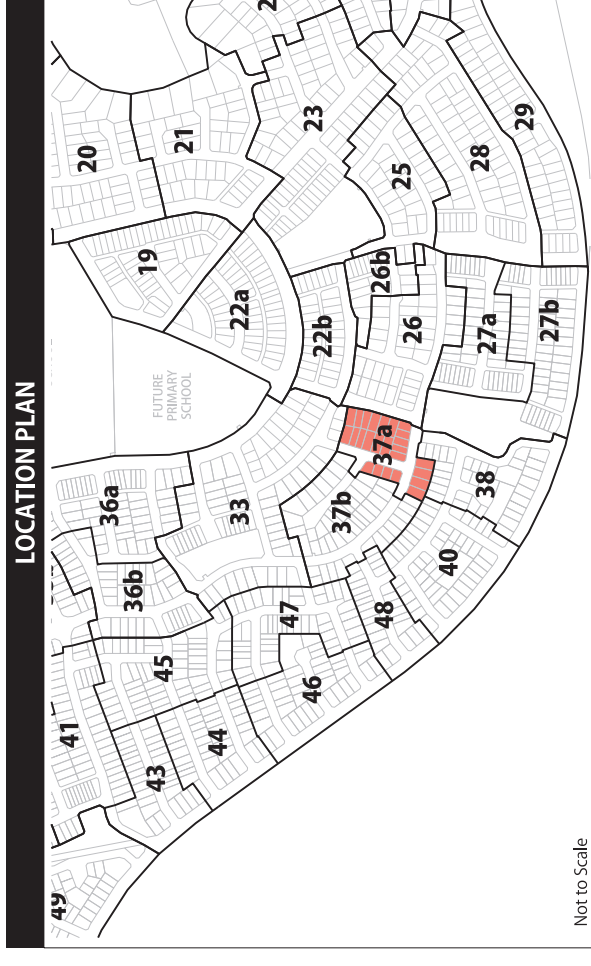 LOCATION PLAN
20
21
23
25
28
29
19
22a
22b
26b
26
27a
27b
FUTURE
PRIMARY
SCHOOL
36a
33
37a
37b
38
36b
40
47
48
45
46
41
44
43
49
Not to Scale